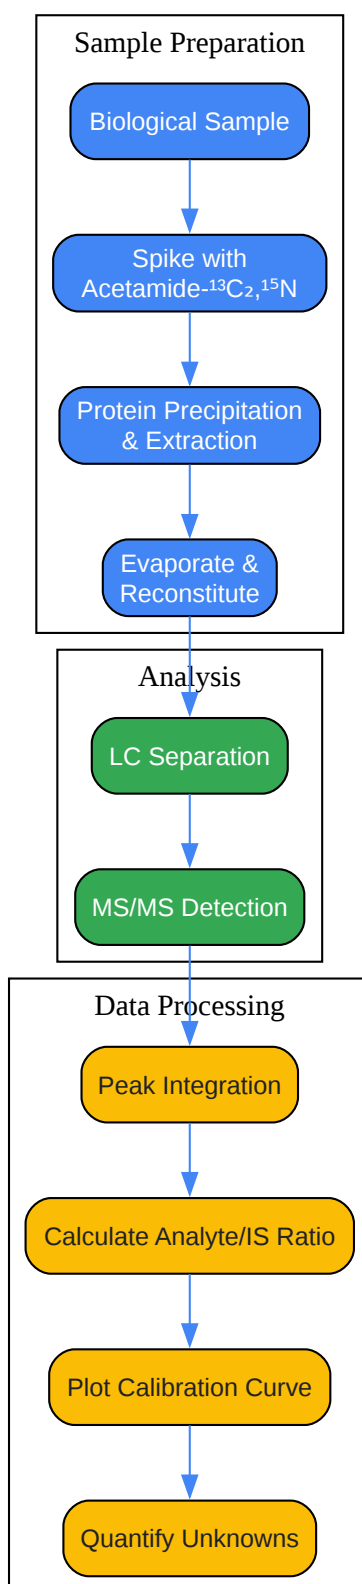 Sample Preparation
Biological Sample
Spike with
Acetamide-¹³C₂,¹⁵N
Protein Precipitation
& Extraction
Evaporate &
Reconstitute
Analysis
LC Separation
MS/MS Detection
Data Processing
Peak Integration
Calculate Analyte/IS Ratio
Plot Calibration Curve
Quantify Unknowns